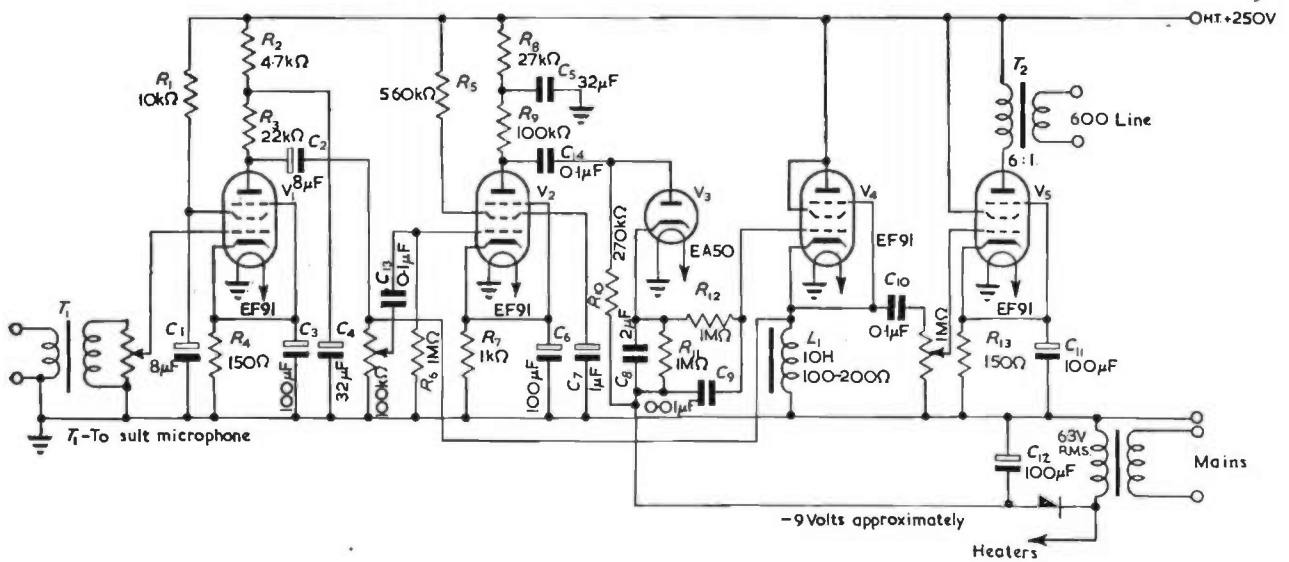 H.T.+250V
R2
4·7kΩ
R1
10kΩ
R3
22kΩ
C2
8μF
V1
EF91
T1
C1
8μF
R4
150Ω
C3
100μF
C4
32μF
T1-To suit microphone
R5
560kΩ
R8
27kΩ
C5
32μF
R9
100kΩ
C14
0·1μF
V2
EF91
C13
0·1μF
100kΩ
R6
1MΩ
R7
1kΩ
C6
100μF
C7
1μF
R10
270kΩ
V3
EA50
R12
1MΩ
2μF
C8
R11
1MΩ
C9
0·01μF
V4
EF91
L1
10H
100-200Ω
C10
0·1μF
1MΩ
V5
EF91
R13
150Ω
C11
100μF
T2
600 Line
6:1
C12
100μF
6·3V
R.M.S.
Mains
-9 Volts approximately
Heaters